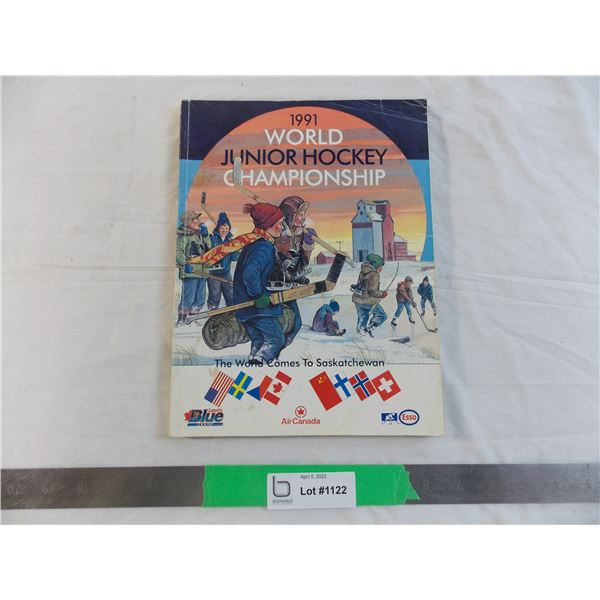 1991
WORLD
JUNIOR HOCKEY
CHAMPIONSHIP
The World Comes To Saskatchewan
Blue
Air Canada
Esso
April 5, 2022
Lot #1122